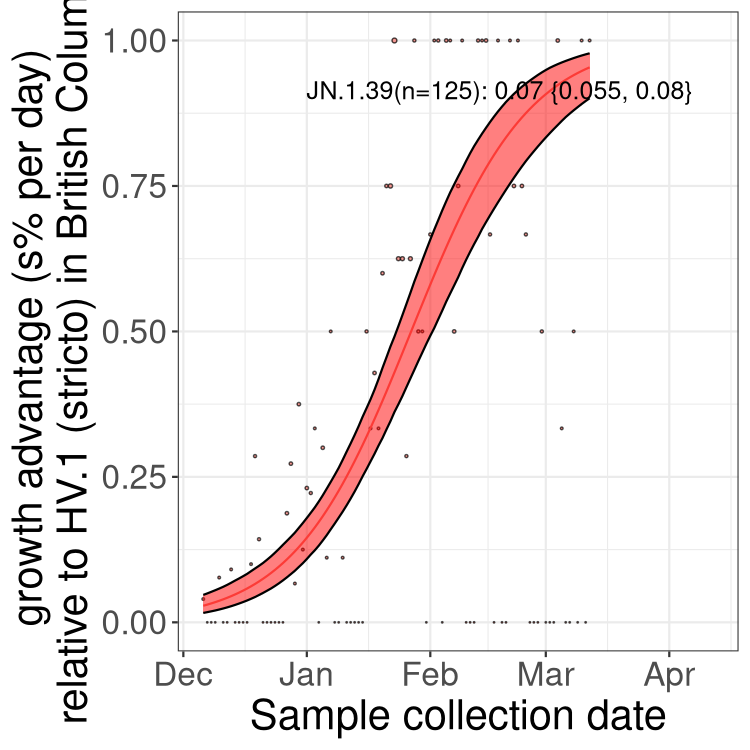 growth advantage (s% per day)
relative to HV.1 (stricto) in British Colum
1.00
0.75
0.50
0.25
0.00
JN.1.39(n=125): 0.07 {0.055, 0.08}
Dec Jan Feb Mar Apr
Sample collection date